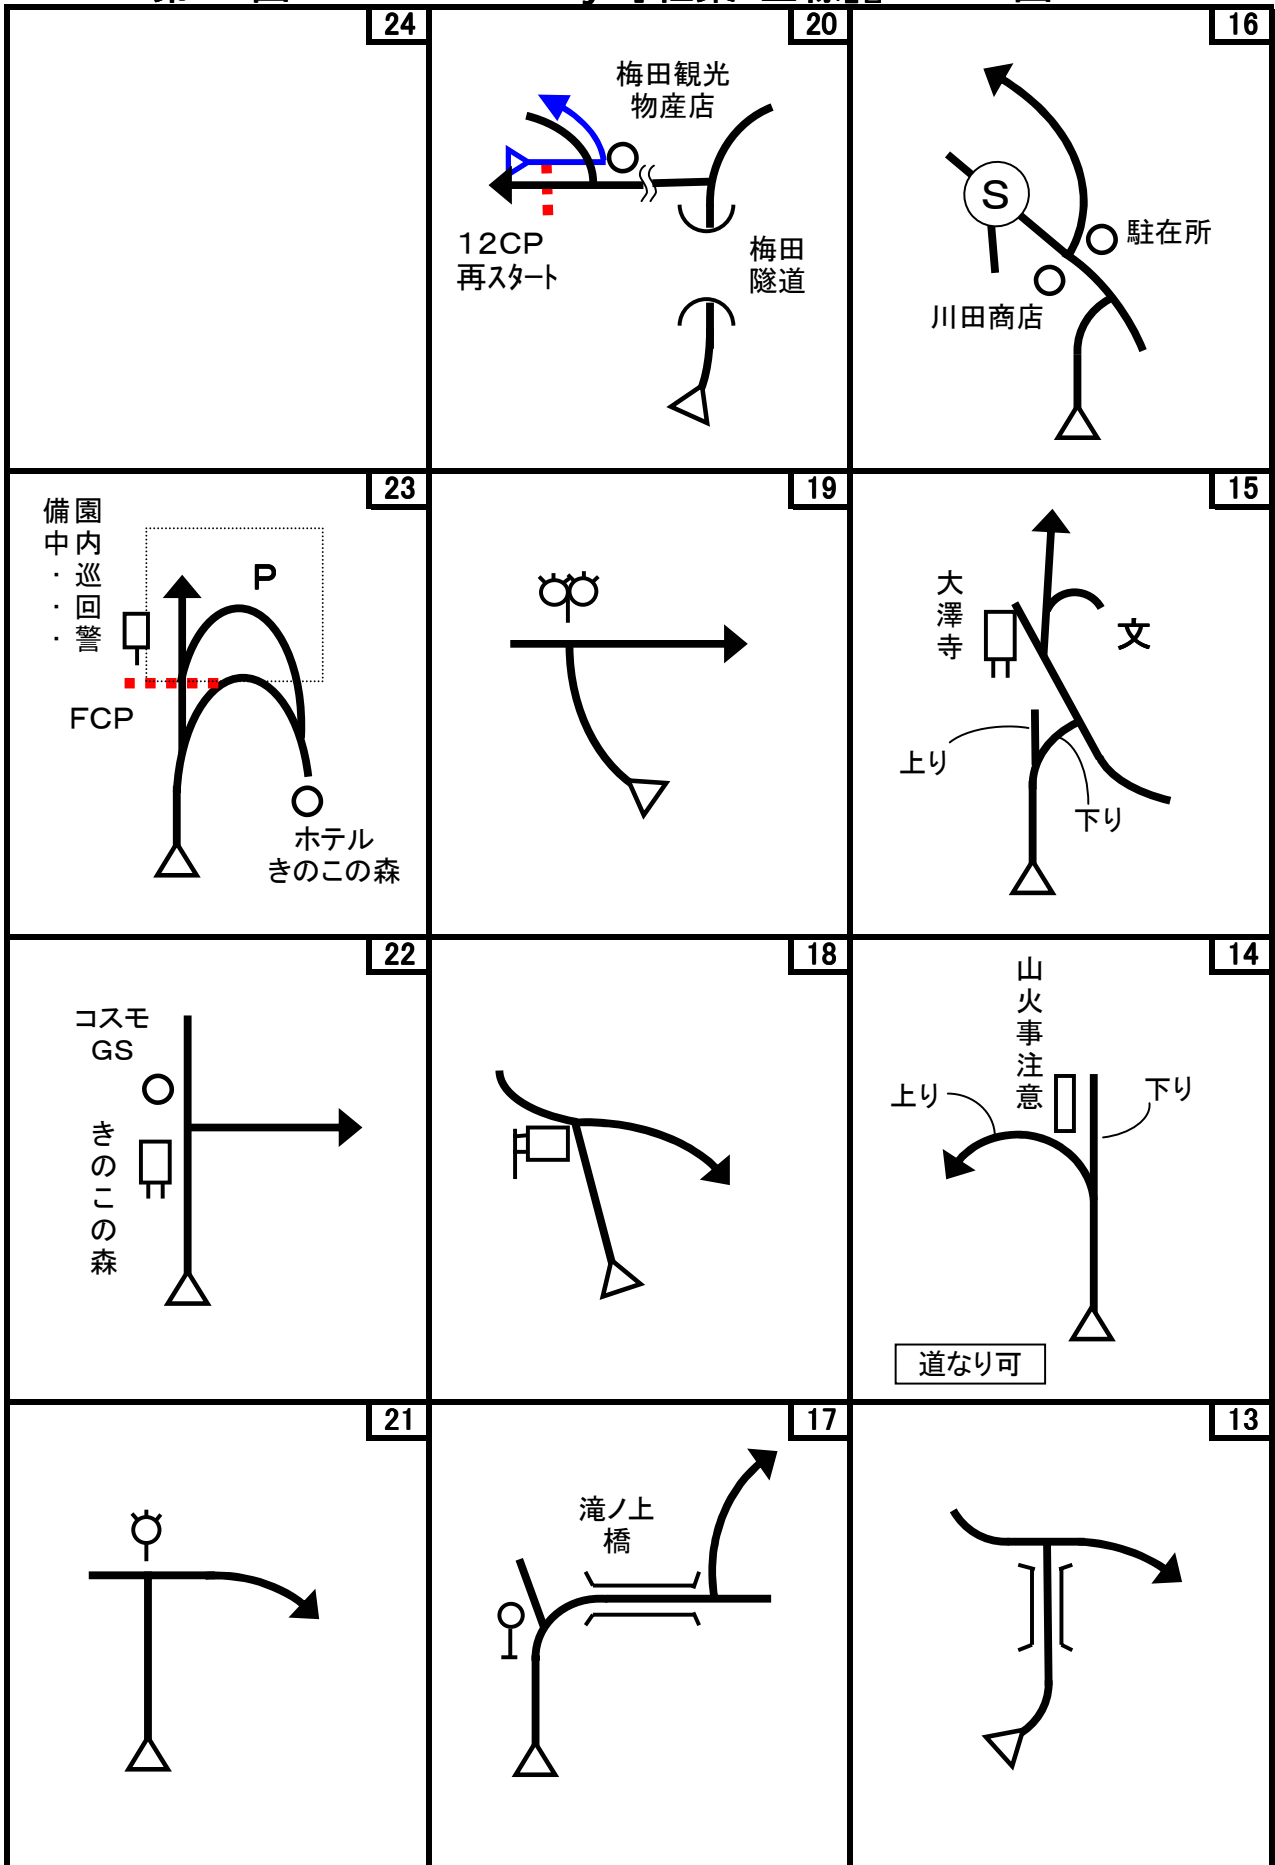 24
20
梅田観光
物産店
12CP
再スタート
梅田
隧道
16
S
駐在所
川田商店
23
園内巡回警
備中・・・
P
FCP
ホテル
きのこの森
19
15
大澤寺
文
上り
下り
22
コスモ
GS
きのこの森
18
14
山火事注意
上り
下り
道なり可
21
17
滝ノ上
橋
13